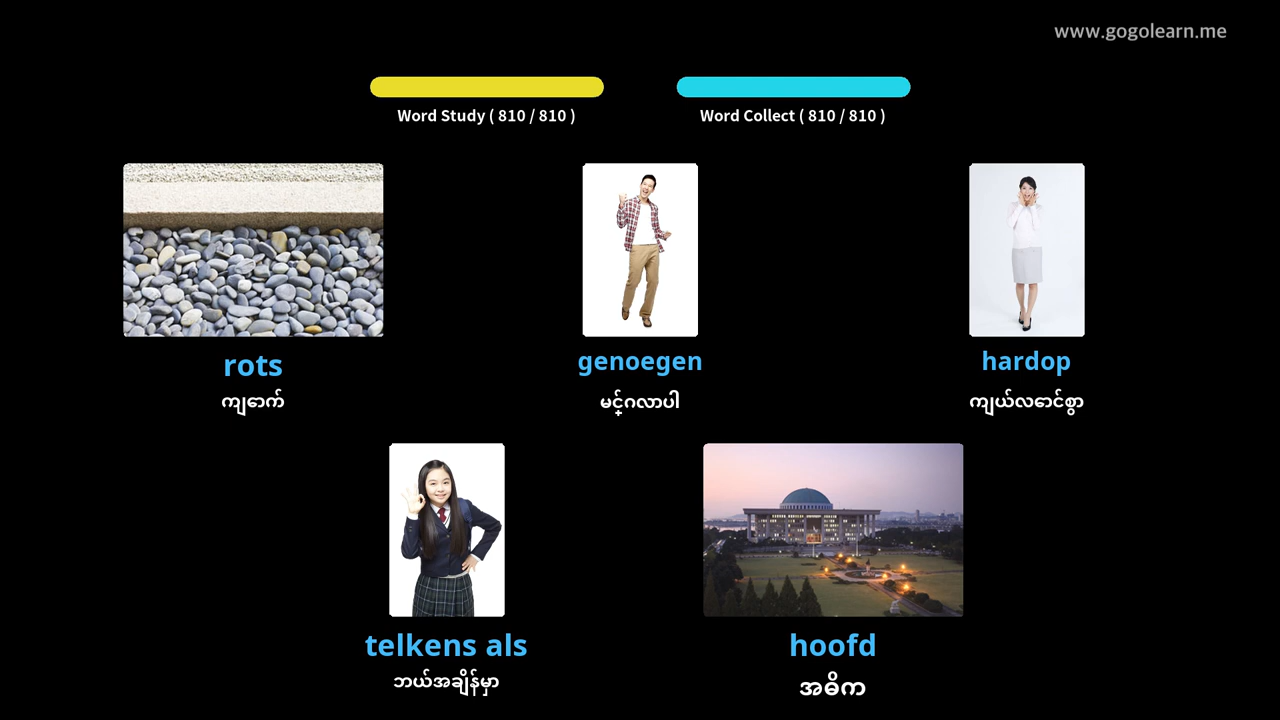 www.gogolearn.me
Word Study ( 810 / 810 )
Word Collect ( 810 / 810 )
rots
ကျောက်
genoegen
မင်္ဂလာပါ
hardop
ကျယ်လောင်စွာ
telkens als
ဘယ်အချိန်မှာ
hoofd
အဓိက